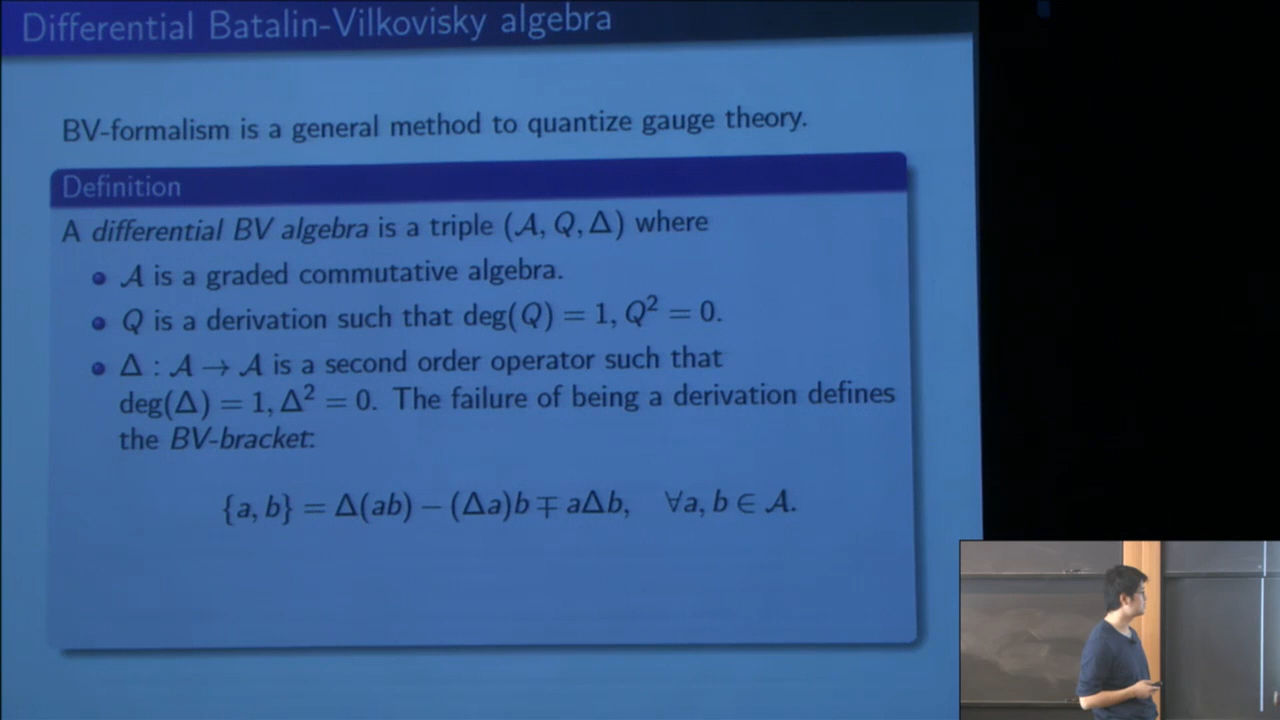 Differential Batalin-Vilkovisky algebra
BV-formalism is a general method to quantize gauge theory.
Definition
A differential BV algebra is a triple (𝒜, Q, Δ) where
• 𝒜 is a graded commutative algebra.
• Q is a derivation such that deg(Q) = 1, Q² = 0.
• Δ : 𝒜 → 𝒜 is a second order operator such that
deg(Δ) = 1, Δ² = 0. The failure of being a derivation defines
the BV-bracket:
{a, b} = Δ(ab) − (Δa)b ∓ aΔb, ∀a, b ∈ 𝒜.